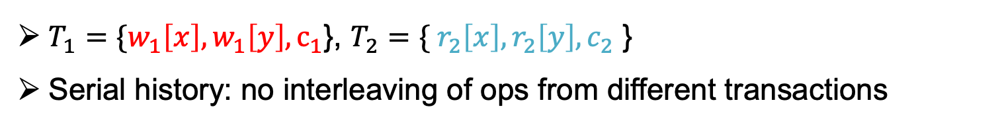 ➢ T₁ = {w₁[x], w₁[y], c₁}, T₂ = { r₂[x], r₂[y], c₂ }
➢ Serial history: no interleaving of ops from different transactions